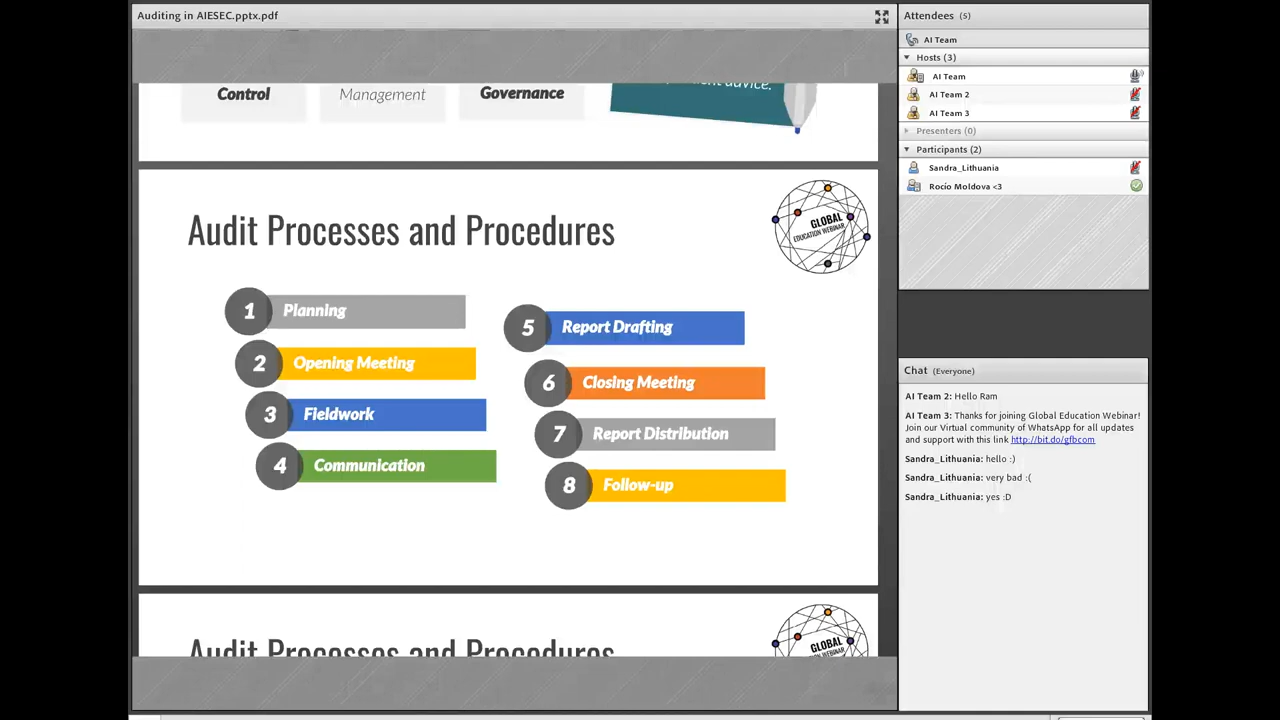 Auditing in AIESEC.pptx.pdf
Control
Management
Governance
advice.
Audit Processes and Procedures
GLOBAL
EDUCATION WEBINAR
1 Planning
2 Opening Meeting
3 Fieldwork
4 Communication
5 Report Drafting
6 Closing Meeting
7 Report Distribution
8 Follow-up
Audit Processes and Procedures
GLOBAL
Attendees (5)
AI Team
Hosts (3)
AI Team
AI Team 2
AI Team 3
Presenters (0)
Participants (2)
Sandra_Lithuania
Rocío Moldova <3
Chat (Everyone)
AI Team 2: Hello Ram
AI Team 3: Thanks for joining Global Education Webinar!
Join our Virtual community of WhatsApp for all updates
and support with this link http://bit.do/gfbcom
Sandra_Lithuania: hello :)
Sandra_Lithuania: very bad :(
Sandra_Lithuania: yes :D